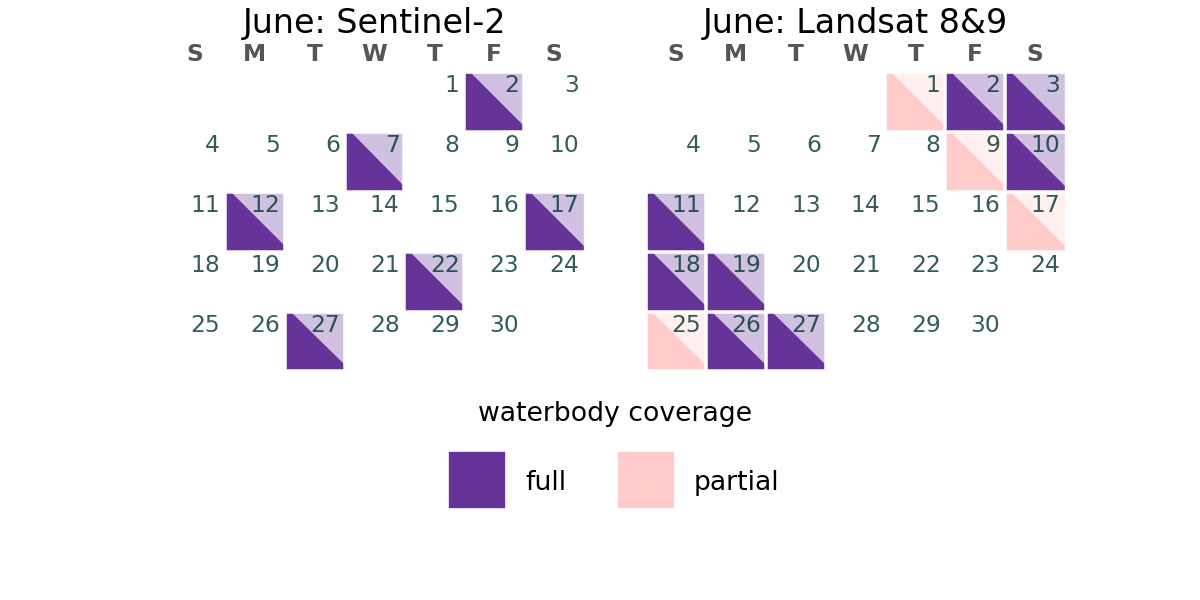 June: Sentinel-2
S M T W T F S
1 2 3
4 5 6 7 8 9 10
11 12 13 14 15 16 17
18 19 20 21 22 23 24
25 26 27 28 29 30
June: Landsat 8&9
S M T W T F S
1 2 3
4 5 6 7 8 9 10
11 12 13 14 15 16 17
18 19 20 21 22 23 24
25 26 27 28 29 30
waterbody coverage
full partial